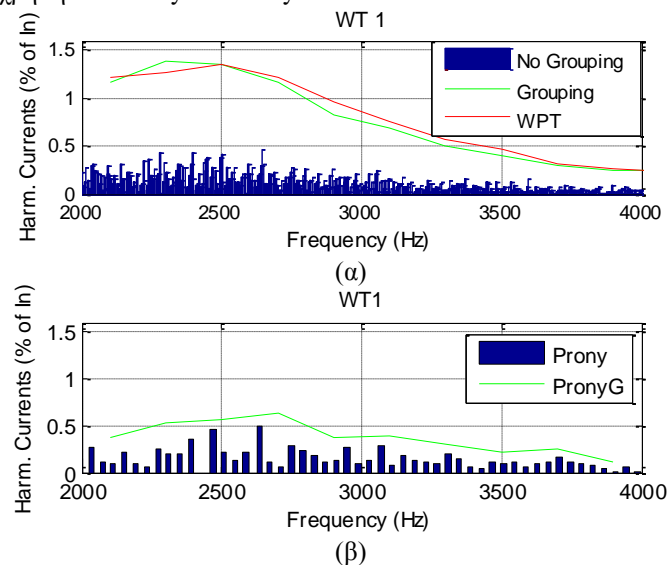 WT 1
Harm. Currents (% of In)
1.5
1
0.5
0
No Grouping
Grouping
WPT
2000 2500 3000 3500 4000
Frequency (Hz)
(α)
WT1
Harm. Currents (% of In)
1.5
1
0.5
0
Prony
PronyG
2000 2500 3000 3500 4000
Frequency (Hz)
(β)